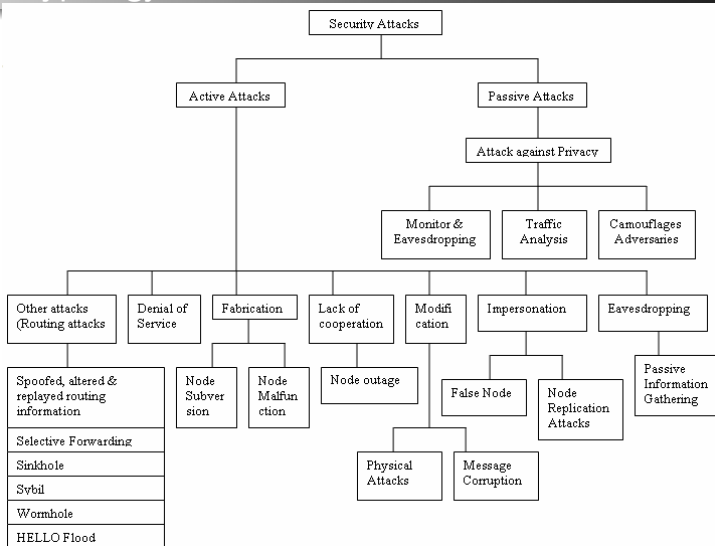 Security Attacks
Active Attacks
Passive Attacks
Attack against Privacy
Monitor &
Eavesdropping
Traffic
Analysis
Camouflages
Adversaries
Other attacks
(Routing attacks
Denial of
Service
Fabrication
Lack of
cooperation
Modifi
cation
Impersonation
Eavesdropping
Spoofed, altered &
replayed routing
information
Selective Forwarding
Sinkhole
Sybil
Wormhole
HELLO Flood
Node
Subver
sion
Node
Malfun
ction
Node outage
Physical
Attacks
Message
Corruption
False Node
Node
Replication
Attacks
Passive
Information
Gathering